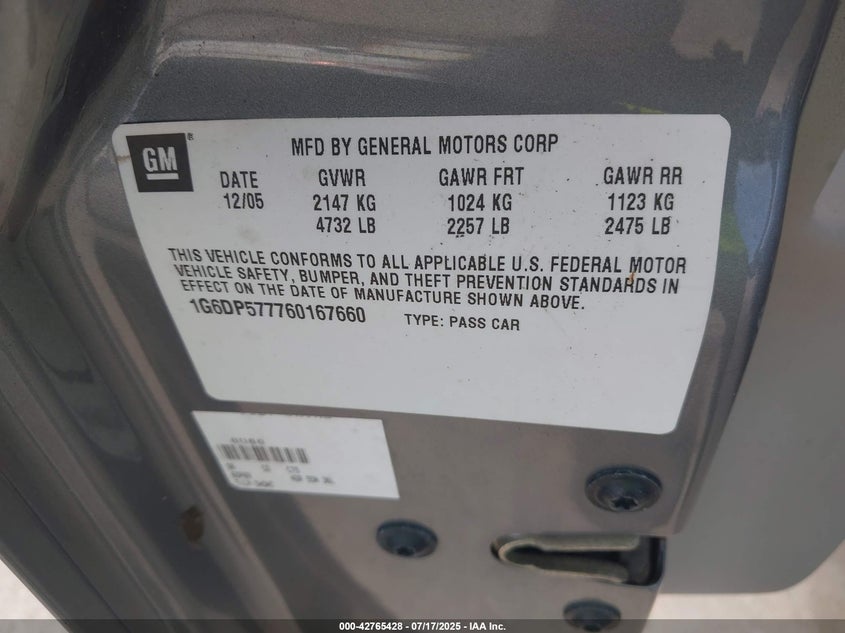 GM
MFD BY GENERAL MOTORS CORP
DATE GVWR GAWR FRT GAWR RR
12/05 2147 KG 1024 KG 1123 KG
4732 LB 2257 LB 2475 LB
THIS VEHICLE CONFORMS TO ALL APPLICABLE U.S. FEDERAL MOTOR
VEHICLE SAFETY, BUMPER, AND THEFT PREVENTION STANDARDS IN
EFFECT ON THE DATE OF MANUFACTURE SHOWN ABOVE.
1G6DP577760167660 TYPE: PASS CAR
000-42765428 - 07/17/2025 - IAA Inc.